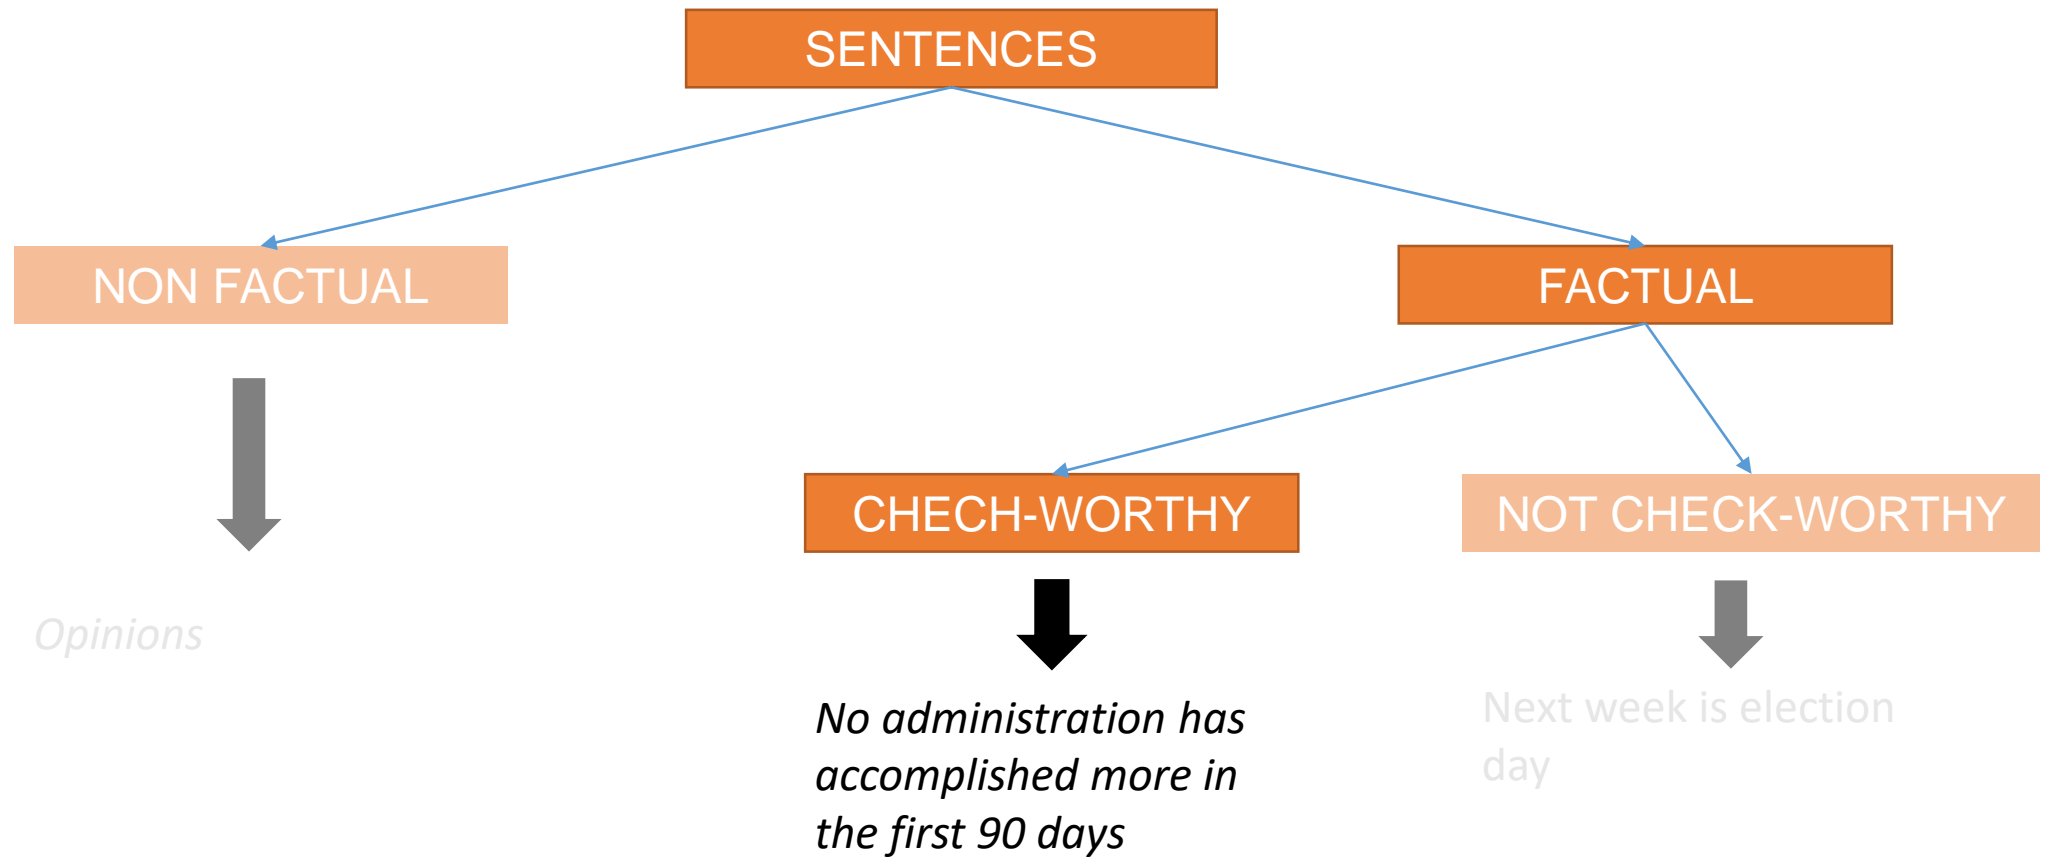 SENTENCES
NON FACTUAL
FACTUAL
CHECH-WORTHY
NOT CHECK-WORTHY
Opinions
No administration has
accomplished more in
the first 90 days
Next week is election
day